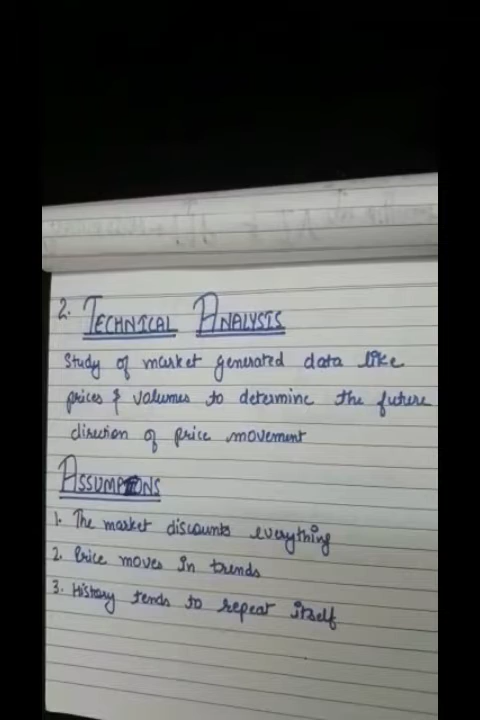 2. TECHNICAL ANALYSIS
Study of market generated data like
prices & volumes to determine the future
direction of price movement
ASSUMPTONS
1. The market discounts everything
2. Price moves in trends
3. History tends to repeat itself